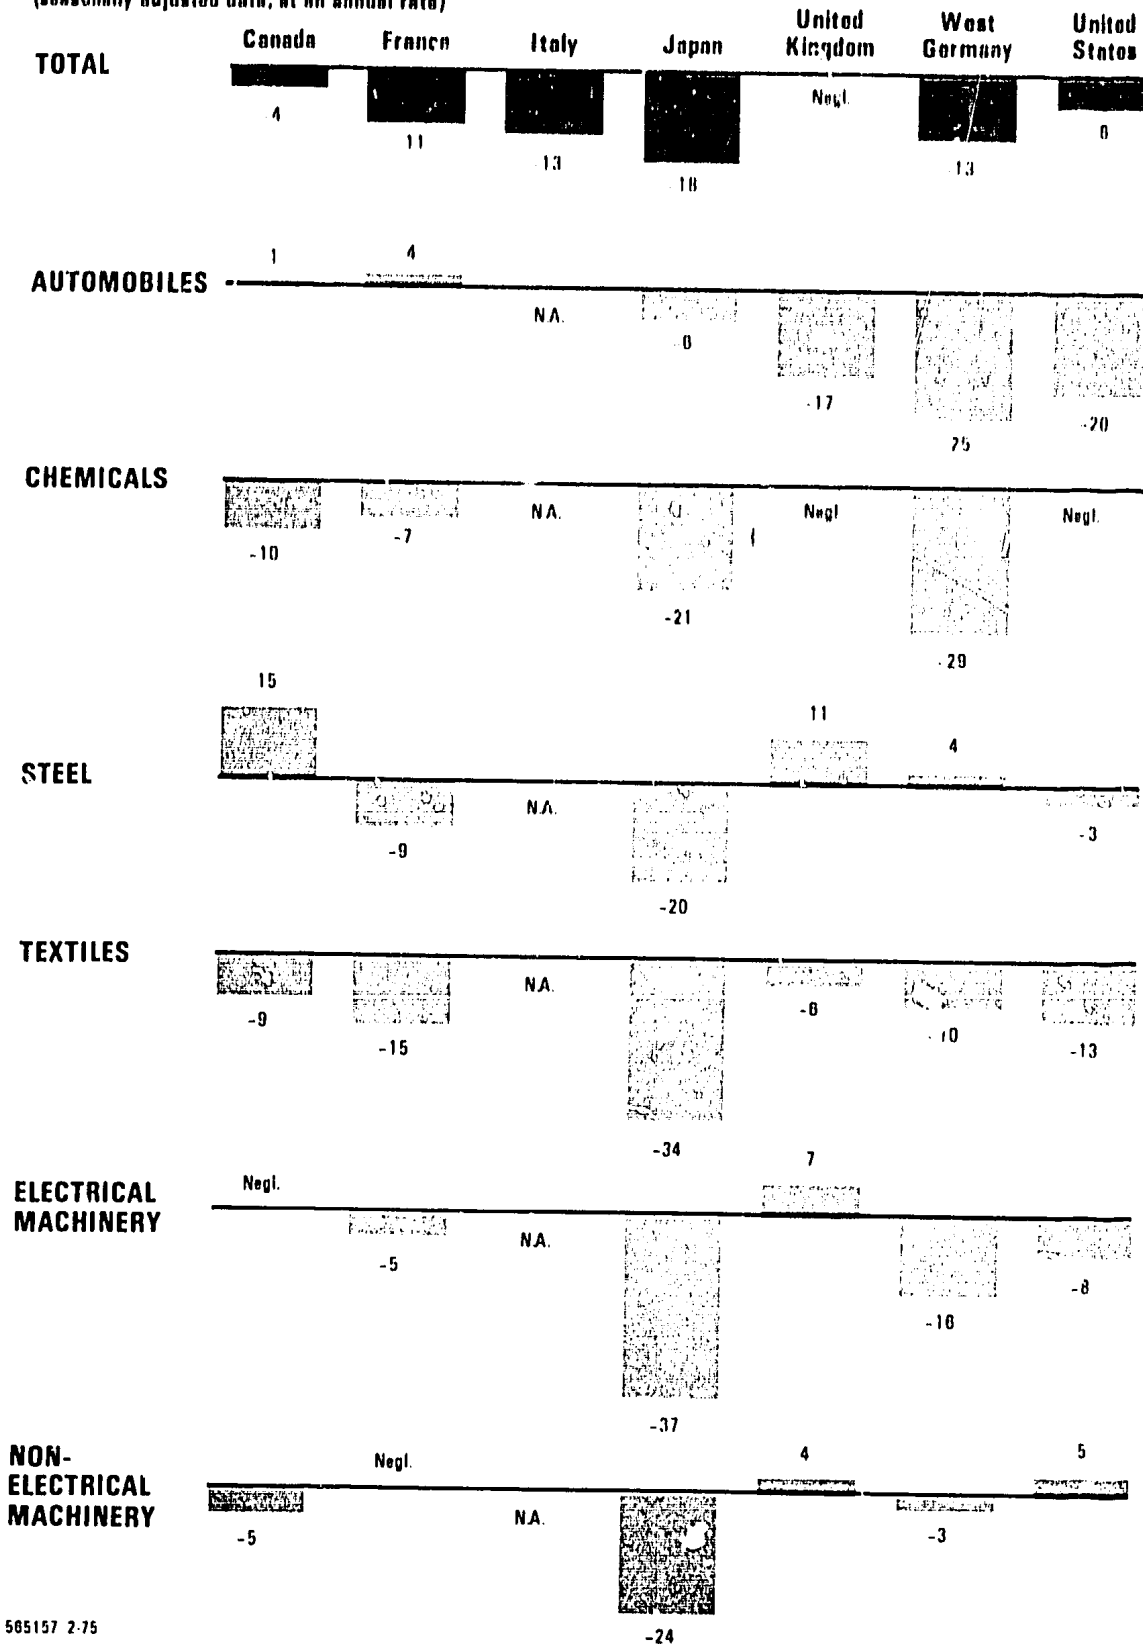 (seasonally adjusted data, at an annual rate)
Canada France Italy Japan United Kingdom West Germany United States
TOTAL
4 11 -13 -18 Negl. -13
AUTOMOBILES
1 4 N.A. -17 25 -20
CHEMICALS
-10 -7 N.A. -21 Negl -29 Negl.
STEEL
15 -9 N.A. -20 11 4 -3
TEXTILES
-9 -15 N.A. -34 -10 -13
ELECTRICAL
MACHINERY
Negl. -5 N.A. -37 7 -8
NON-
ELECTRICAL
MACHINERY
-5 Negl. N.A. -24 4 -3 5
565157 2-75